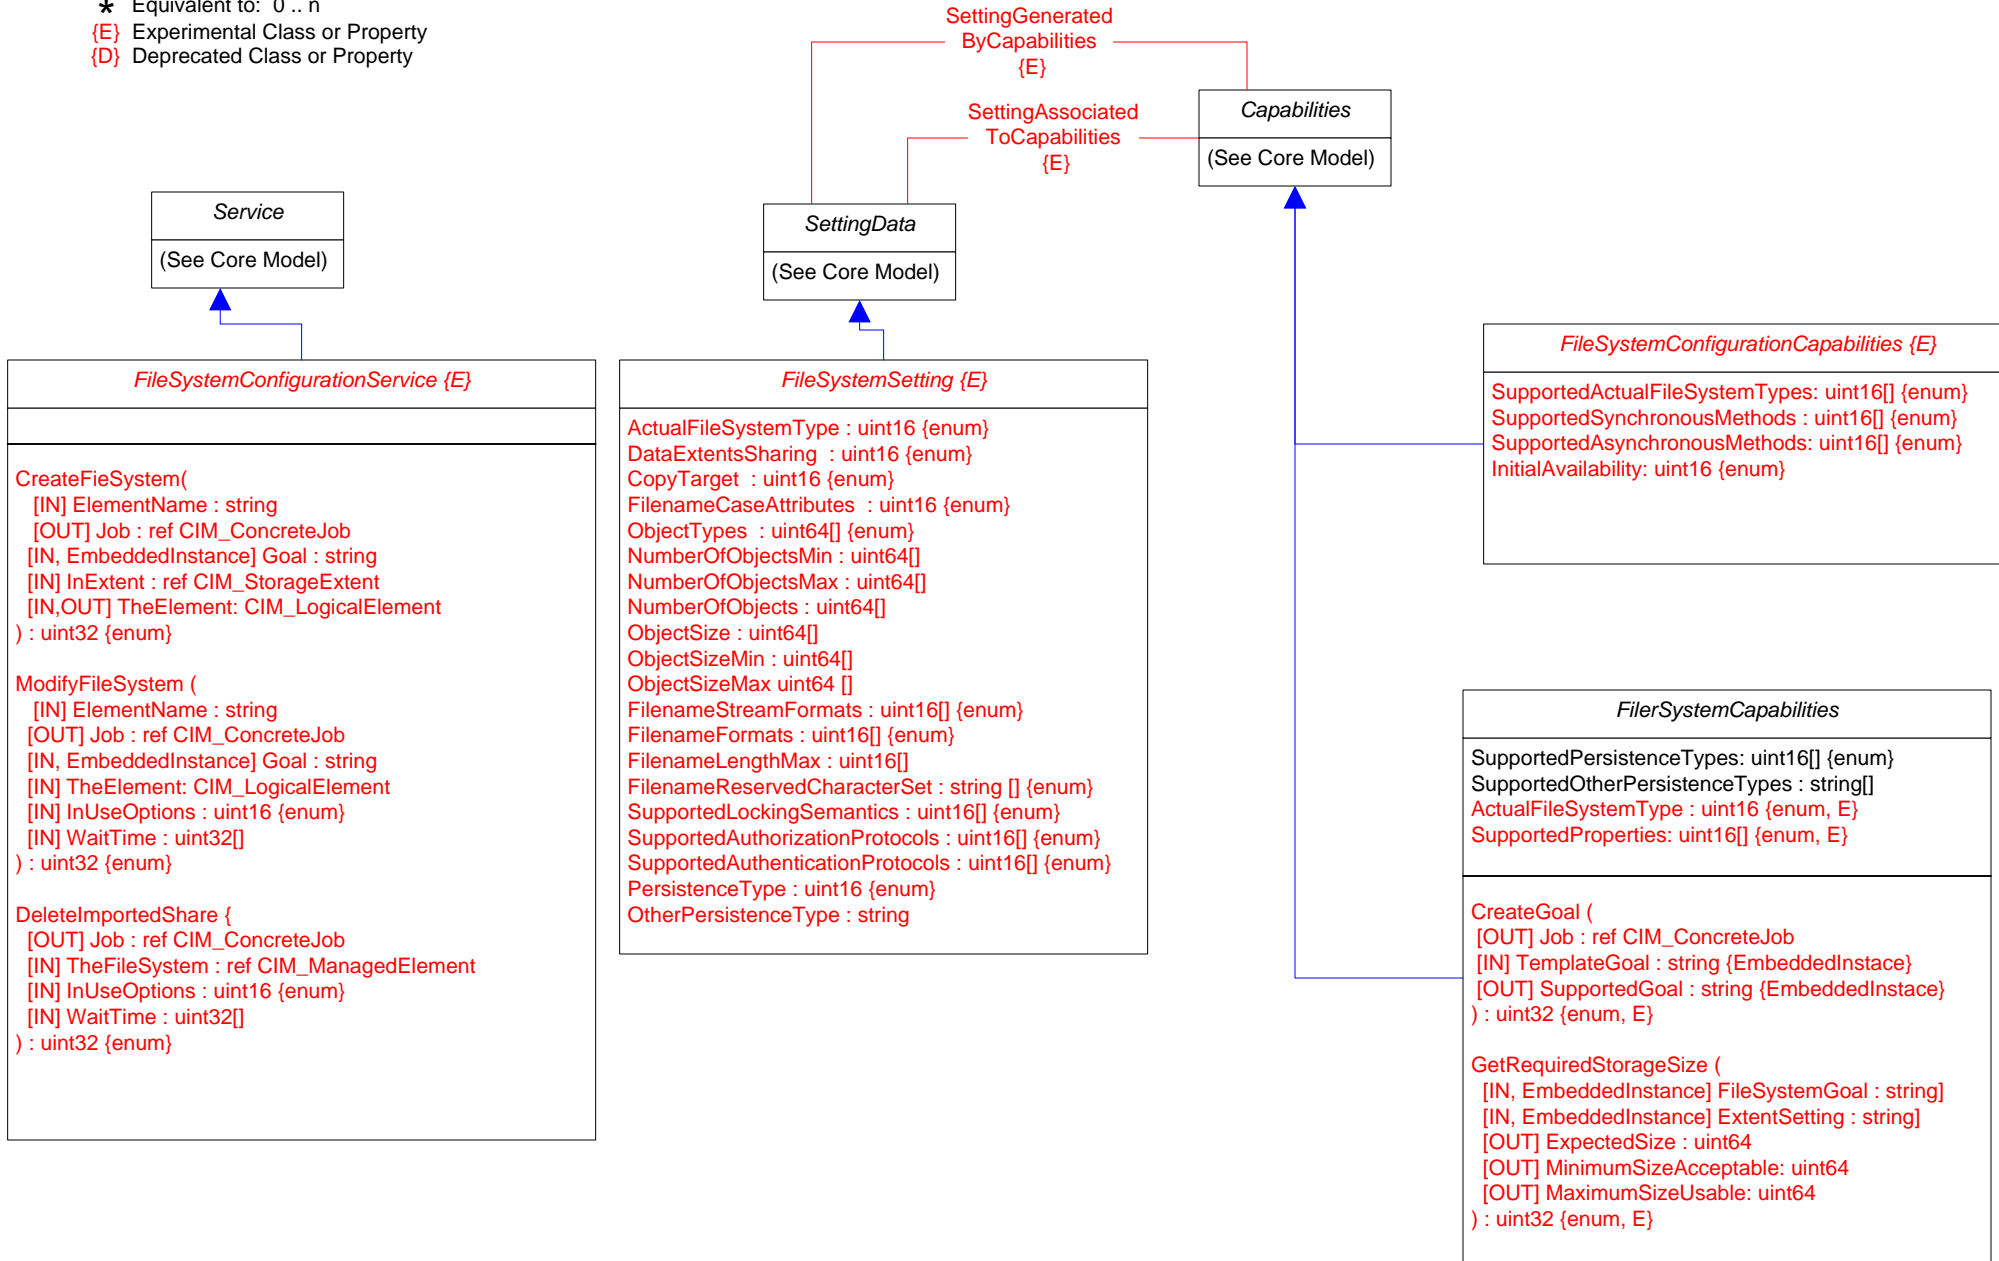 * Equivalent to: 0 .. n
{E} Experimental Class or Property
{D} Deprecated Class or Property
SettingGenerated
ByCapabilities
{E}
SettingAssociated
ToCapabilities
{E}
Capabilities
(See Core Model)
Service
(See Core Model)
SettingData
(See Core Model)
FileSystemConfigurationService {E}
CreateFieSystem(
[IN] ElementName : string
[OUT] Job : ref CIM_ConcreteJob
[IN, EmbeddedInstance] Goal : string
[IN] InExtent : ref CIM_StorageExtent
[IN,OUT] TheElement: CIM_LogicalElement
) : uint32 {enum}
ModifyFileSystem (
[IN] ElementName : string
[OUT] Job : ref CIM_ConcreteJob
[IN, EmbeddedInstance] Goal : string
[IN] TheElement: CIM_LogicalElement
[IN] InUseOptions : uint16 {enum}
[IN] WaitTime : uint32[]
) : uint32 {enum}
DeleteImportedShare {
[OUT] Job : ref CIM_ConcreteJob
[IN] TheFileSystem : ref CIM_ManagedElement
[IN] InUseOptions : uint16 {enum}
[IN] WaitTime : uint32[]
) : uint32 {enum}
FileSystemSetting {E}
ActualFileSystemType : uint16 {enum}
DataExtentsSharing : uint16 {enum}
CopyTarget : uint16 {enum}
FilenameCaseAttributes : uint16 {enum}
ObjectTypes : uint64[] {enum}
NumberOfObjectsMin : uint64[]
NumberOfObjectsMax : uint64[]
NumberOfObjects : uint64[]
ObjectSize : uint64[]
ObjectSizeMin : uint64[]
ObjectSizeMax uint64 []
FilenameStreamFormats : uint16[] {enum}
FilenameFormats : uint16[] {enum}
FilenameLengthMax : uint16[]
FilenameReservedCharacterSet : string [] {enum}
SupportedLockingSemantics : uint16[] {enum}
SupportedAuthorizationProtocols : uint16[] {enum}
SupportedAuthenticationProtocols : uint16[] {enum}
PersistenceType : uint16 {enum}
OtherPersistenceType : string
FileSystemConfigurationCapabilities {E}
SupportedActualFileSystemTypes: uint16[] {enum}
SupportedSynchronousMethods : uint16[] {enum}
SupportedAsynchronousMethods: uint16[] {enum}
InitialAvailability: uint16 {enum}
FilerSystemCapabilities
SupportedPersistenceTypes: uint16[] {enum}
SupportedOtherPersistenceTypes : string[]
ActualFileSystemType : uint16 {enum, E}
SupportedProperties: uint16[] {enum, E}
CreateGoal (
[OUT] Job : ref CIM_ConcreteJob
[IN] TemplateGoal : string {EmbeddedInstace}
[OUT] SupportedGoal : string {EmbeddedInstace}
) : uint32 {enum, E}
GetRequiredStorageSize (
[IN, EmbeddedInstance] FileSystemGoal : string]
[IN, EmbeddedInstance] ExtentSetting : string]
[OUT] ExpectedSize : uint64
[OUT] MinimumSizeAcceptable: uint64
[OUT] MaximumSizeUsable: uint64
) : uint32 {enum, E}